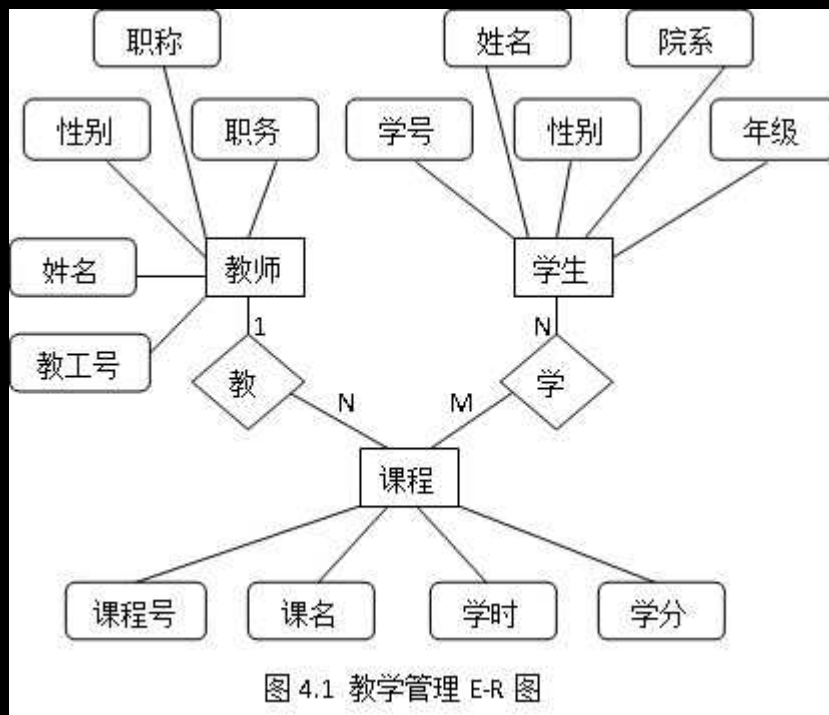 职称
姓名
院系
性别
职务
学号
性别
年级
姓名
教师
学生
教工号
1
N
教
学
N
M
课程
课程号
课名
学时
学分
图 4.1 教学管理 E-R 图